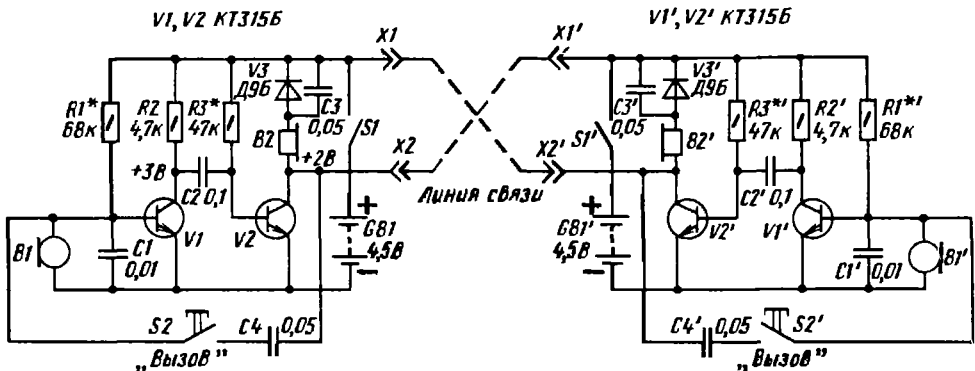 V1, V2 КТ315Б
V1', V2' КТ315Б
X1
X1'
V3
Д9Б
C3
0,05
R1*
68к
R2
4,7к
R3*
47к
B2
S1
+3В
+2В
X2
C2 0,1
V1
V2
B1
C1
0,01
+
GB1
4,5В
−
S2
„Вызов”
C4
0,05
Линия связи
V3'
Д9Б
C3'
0,05
S1'
B2'
R3*'
47к
R2'
4,7к
R1*'
68к
X2'
C2' 0,1
V2'
V1'
+
GB1'
4,5В
−
C1'
0,01
B1'
C4'
0,05
S2'
„Вызов”